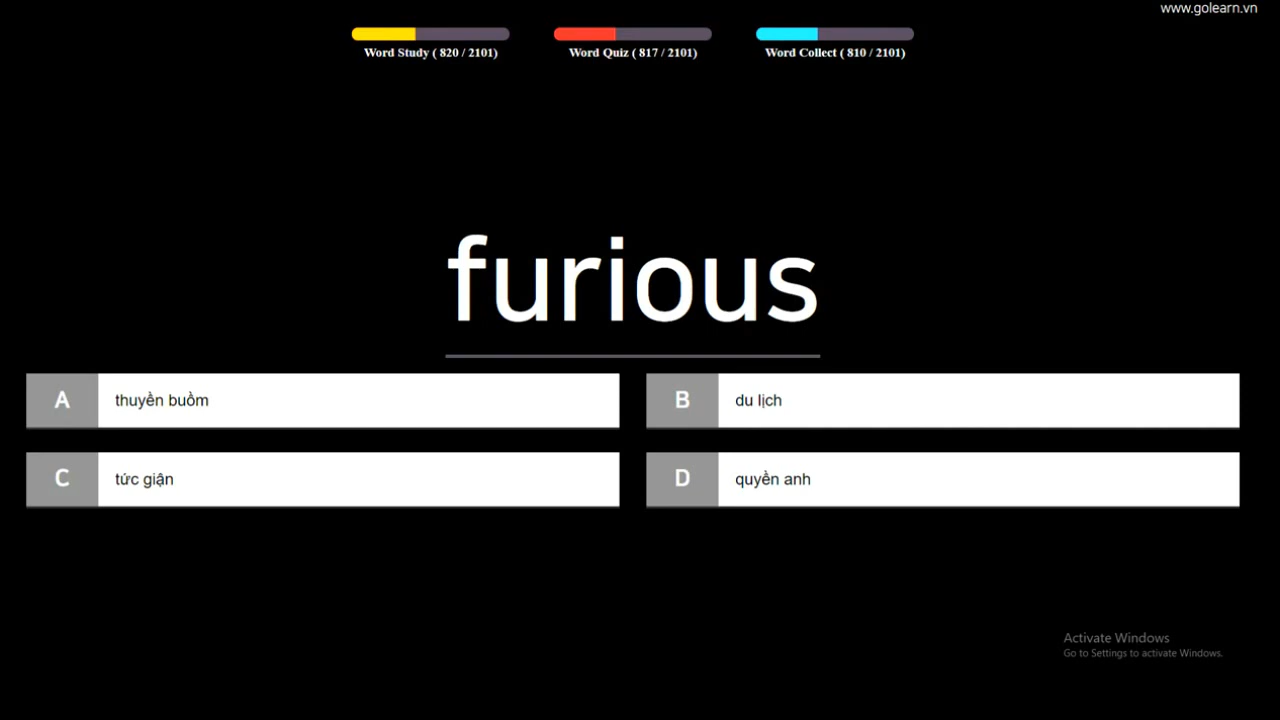 www.golearn.vn
Word Study ( 820 / 2101)
Word Quiz ( 817 / 2101)
Word Collect ( 810 / 2101)
furious
A thuyền buồm
B du lịch
C tức giận
D quyền anh
Activate Windows
Go to Settings to activate Windows.